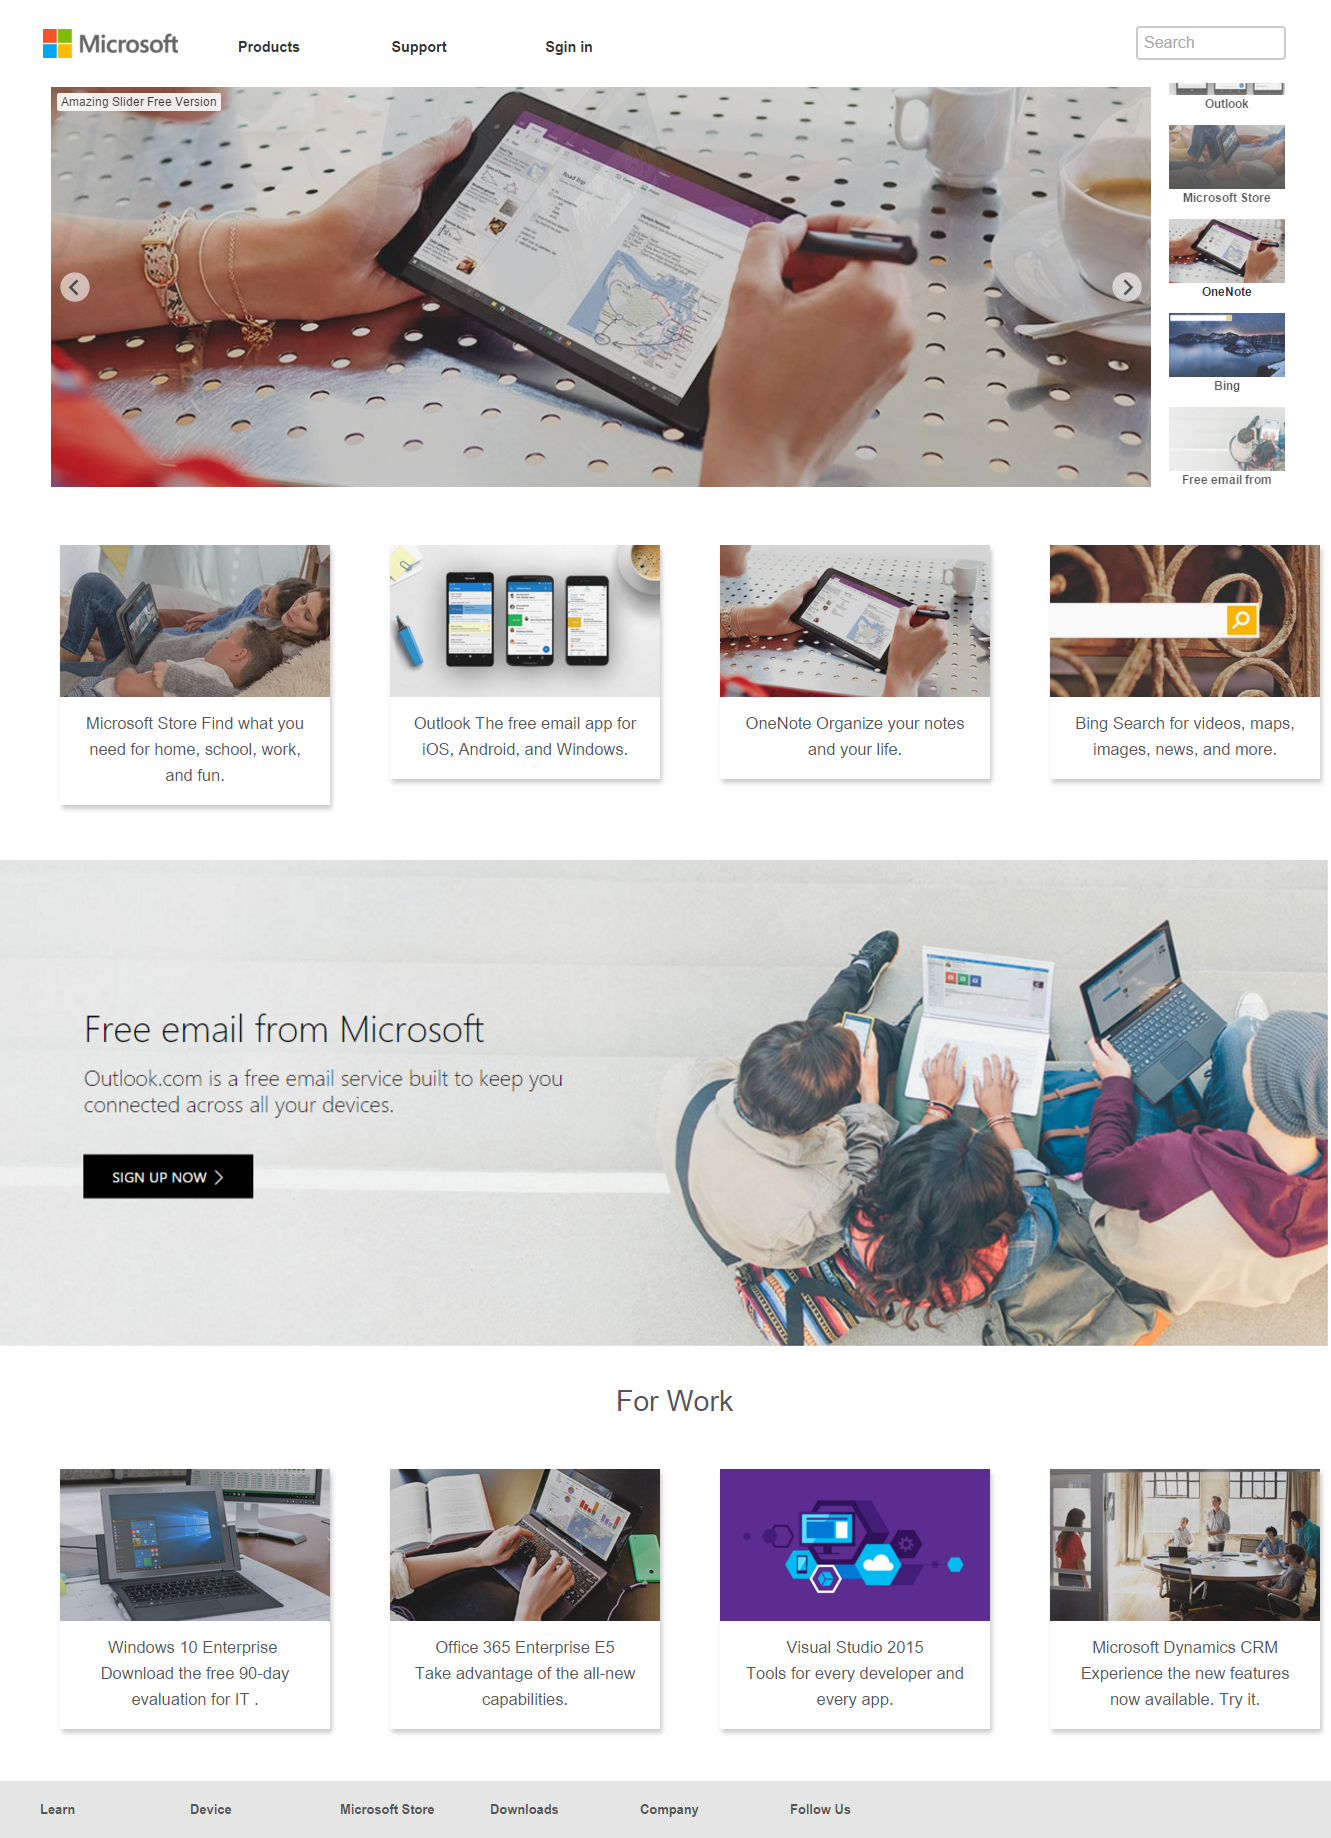 Microsoft
Products
Support
Sgin in
Search
Amazing Slider Free Version
Outlook
Microsoft Store
OneNote
Bing
Free email from
Microsoft Store Find what you
need for home, school, work,
and fun.
Outlook The free email app for
iOS, Android, and Windows.
OneNote Organize your notes
and your life.
Bing Search for videos, maps,
images, news, and more.
Free email from Microsoft
Outlook.com is a free email service built to keep you
connected across all your devices.
SIGN UP NOW
For Work
Windows 10 Enterprise
Download the free 90-day
evaluation for IT .
Office 365 Enterprise E5
Take advantage of the all-new
capabilities.
Visual Studio 2015
Tools for every developer and
every app.
Microsoft Dynamics CRM
Experience the new features
now available. Try it.
Learn
Device
Microsoft Store
Downloads
Company
Follow Us